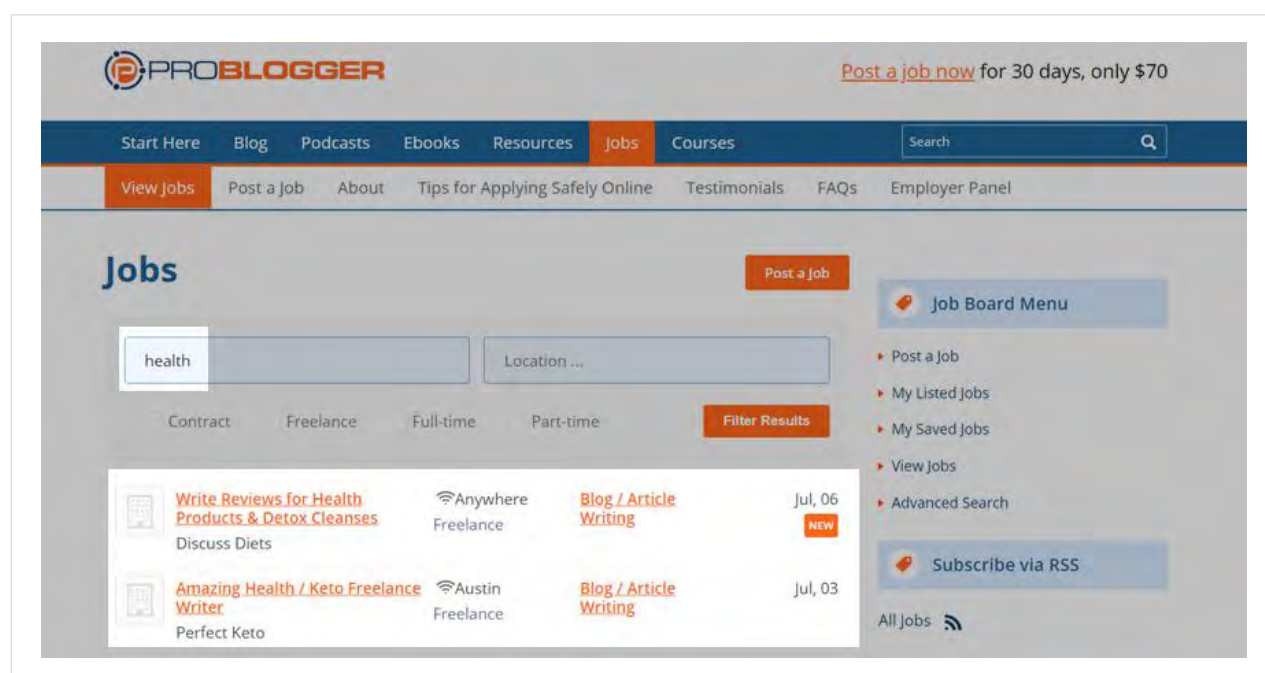 PROBLOGGER
Post a job now for 30 days, only $70
Start Here Blog Podcasts Ebooks Resources Jobs Courses Search
View Jobs Post a Job About Tips for Applying Safely Online Testimonials FAQs Employer Panel
Jobs
Post a Job
health Location ...
Contract Freelance Full-time Part-time Filter Results
Write Reviews for Health Anywhere Blog / Article Jul, 06
Products & Detox Cleanses Freelance Writing NEW
Discuss Diets
Amazing Health / Keto Freelance Austin Blog / Article Jul, 03
Writer Freelance Writing
Perfect Keto
Job Board Menu
Post a Job
My Listed Jobs
My Saved Jobs
View Jobs
Advanced Search
Subscribe via RSS
All Jobs